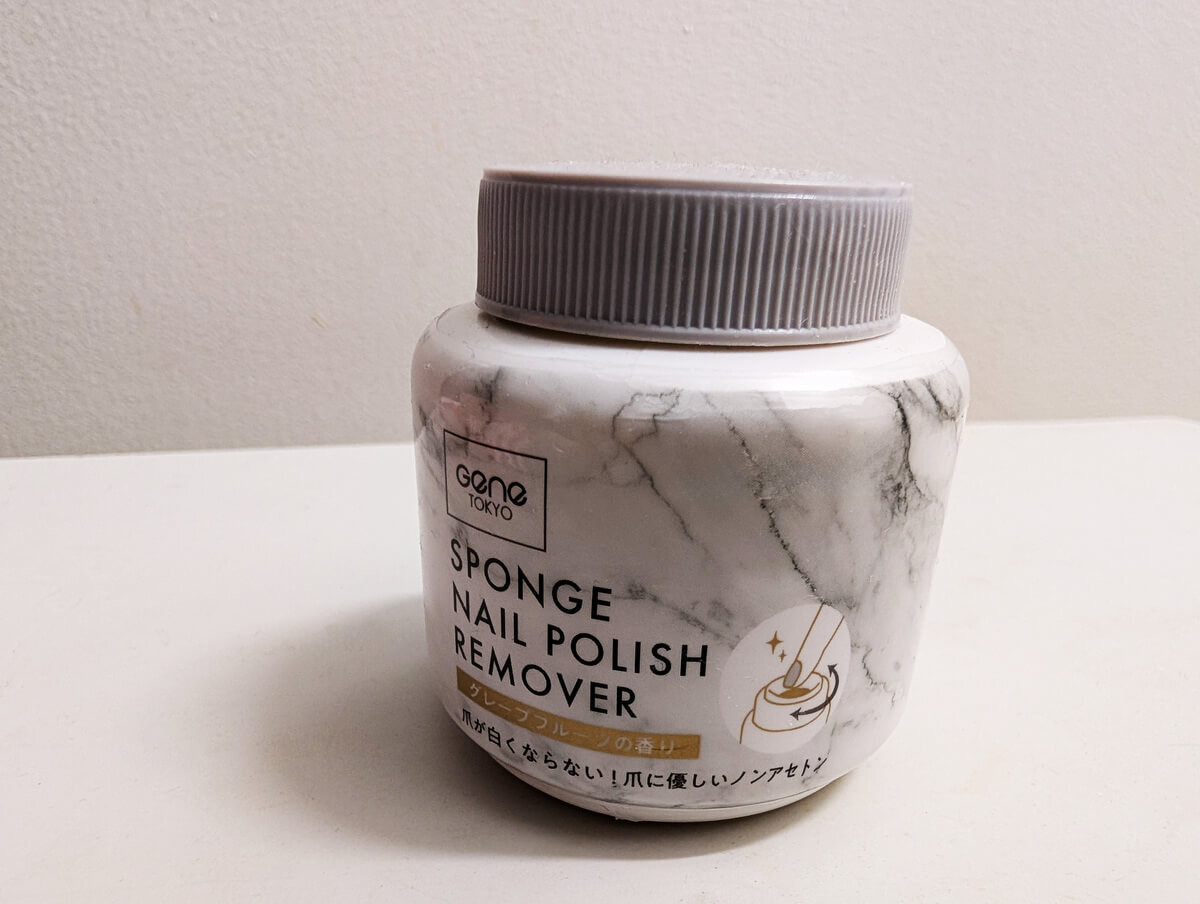 Gene
TOKYO
SPONGE
NAIL POLISH
REMOVER
グレープフルーツの香り
爪が白くならない!爪に優しいノンアセトン